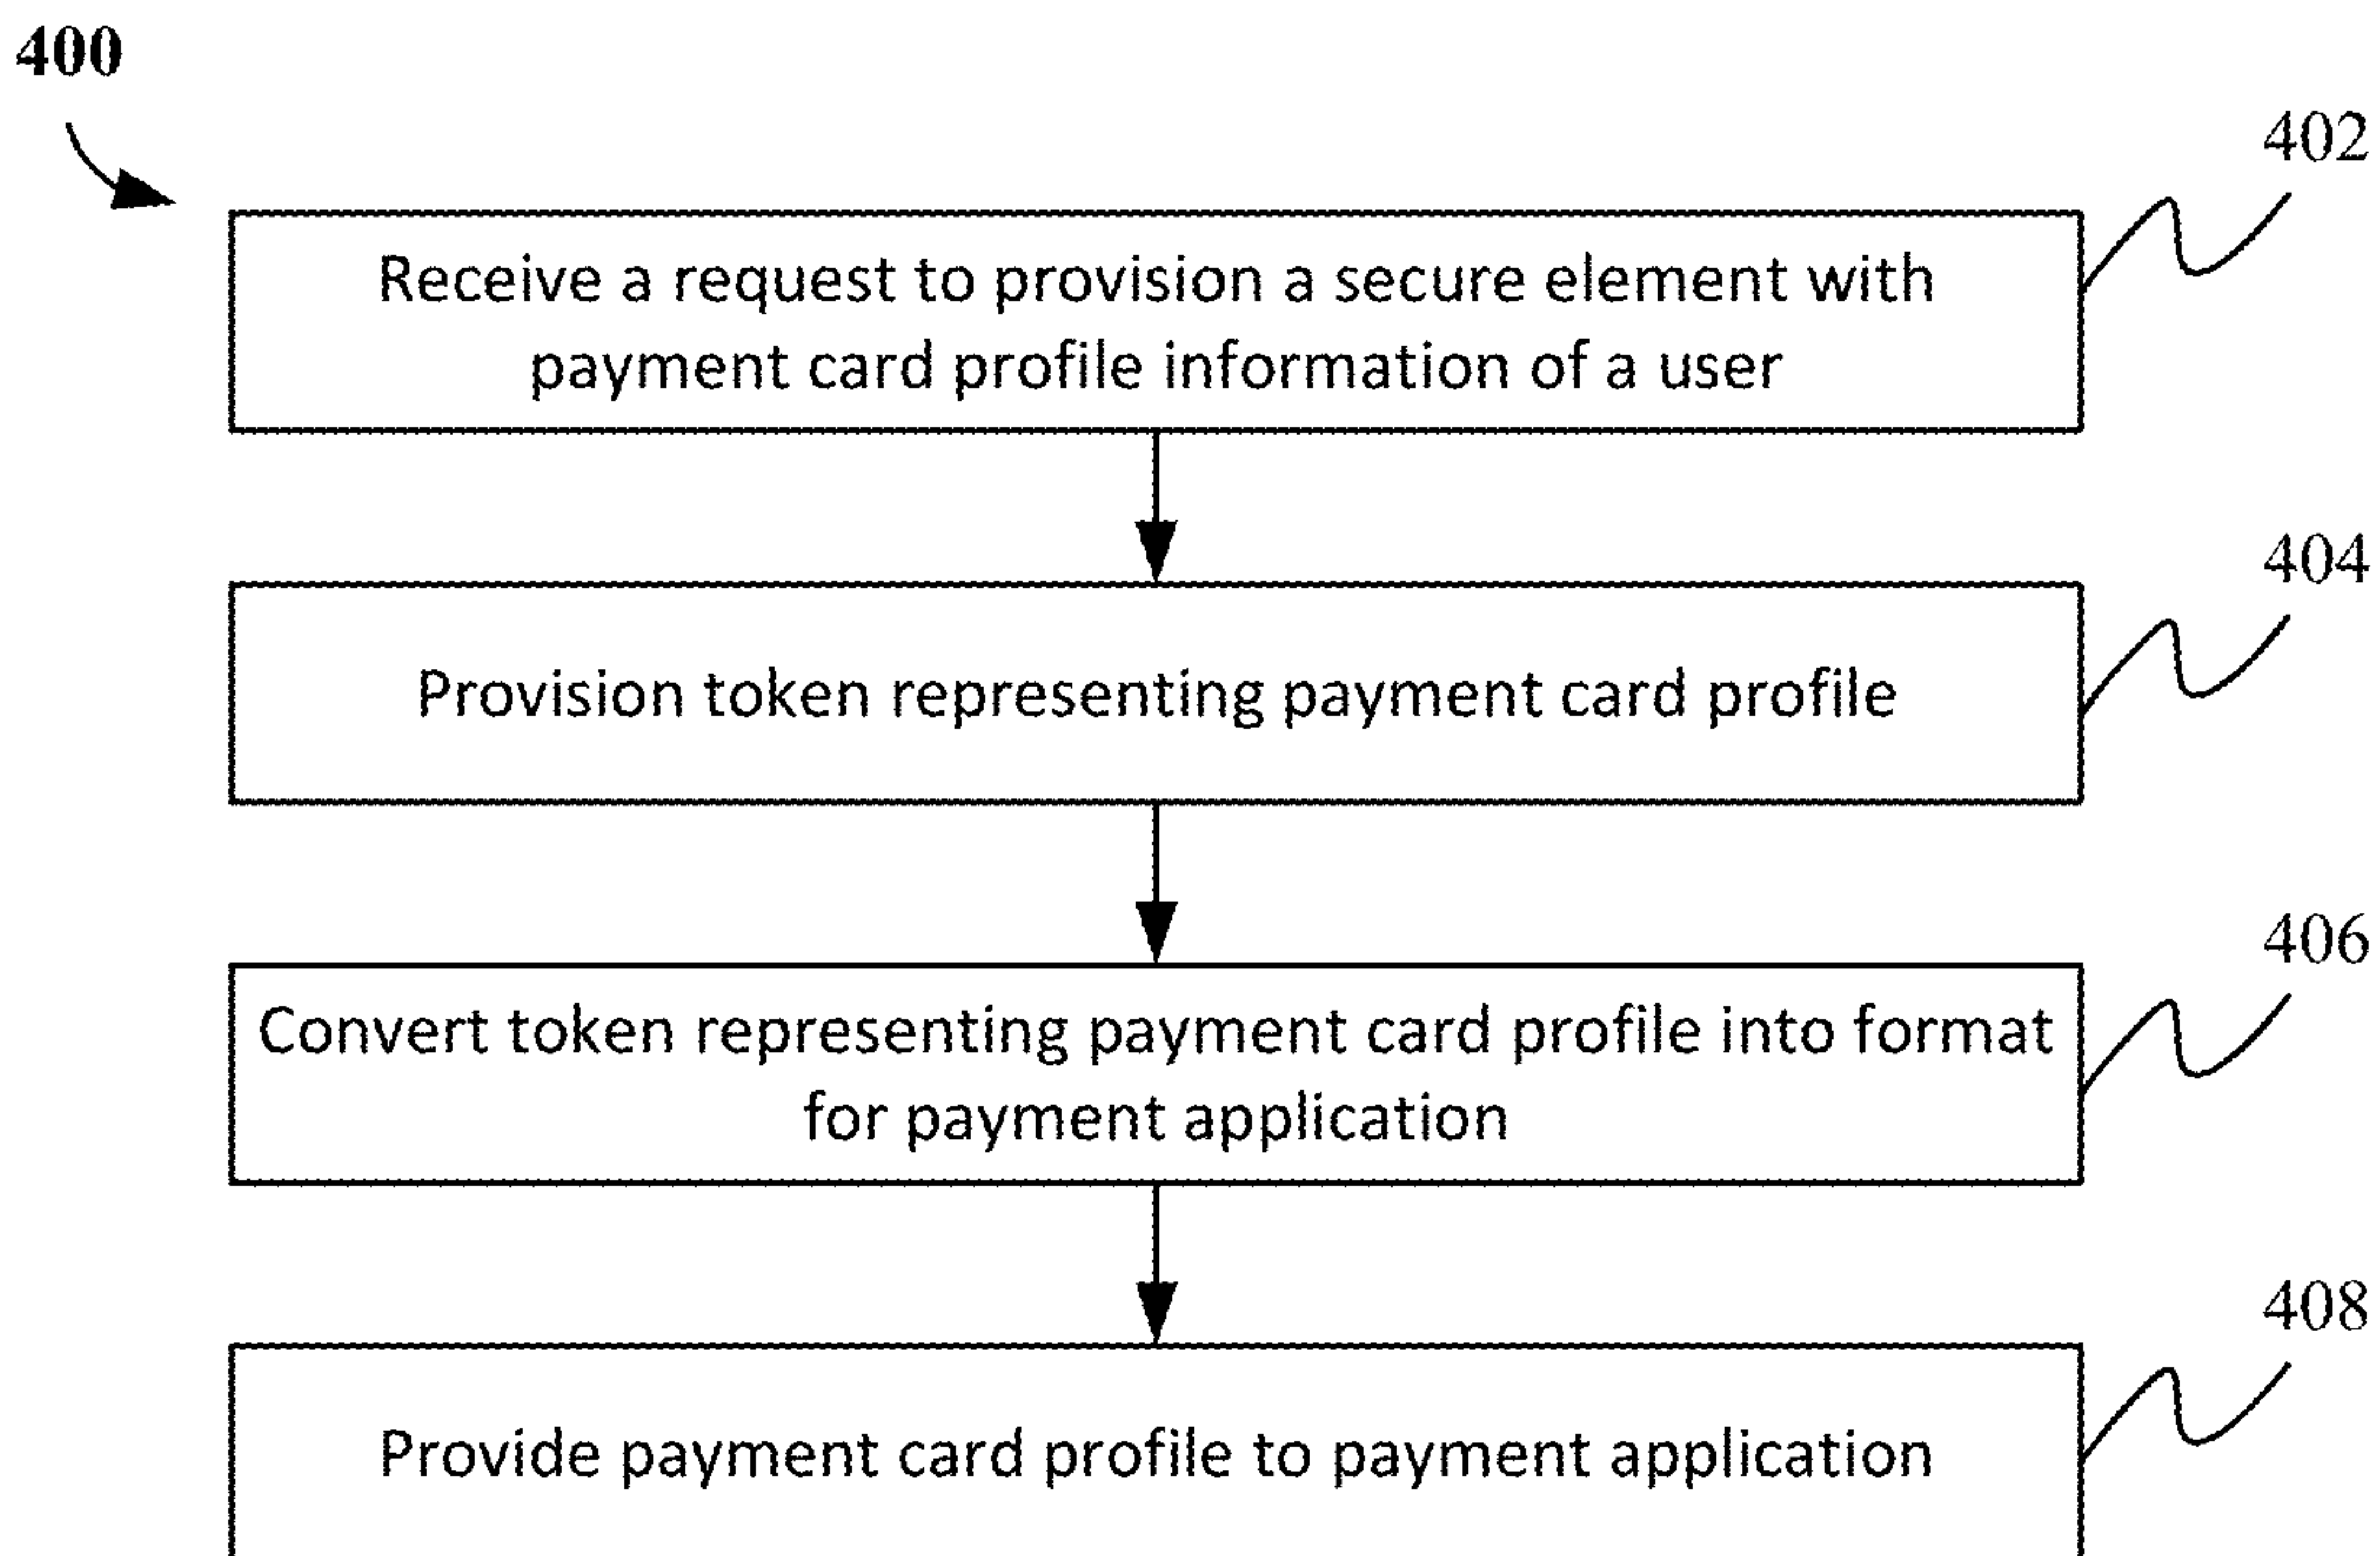 400
402
Receive a request to provision a secure element with
payment card profile information of a user
404
Provision token representing payment card profile
406
Convert token representing payment card profile into format
for payment application
408
Provide payment card profile to payment application